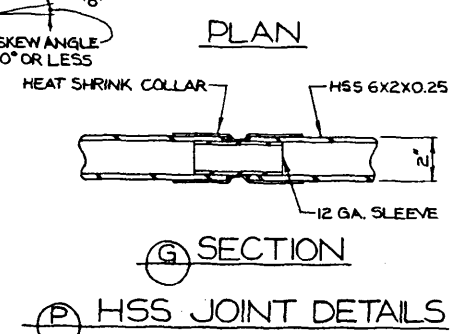 PLAN
SKEW ANGLE
0° OR LESS
HEAT SHRINK COLLAR
HSS 6X2X0.25
2"
12 GA. SLEEVE
G SECTION
P HSS JOINT DETAILS